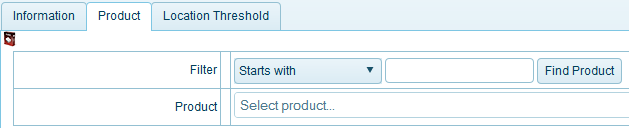 Information Product Location Threshold
Filter Starts with Find Product
Product Select product...